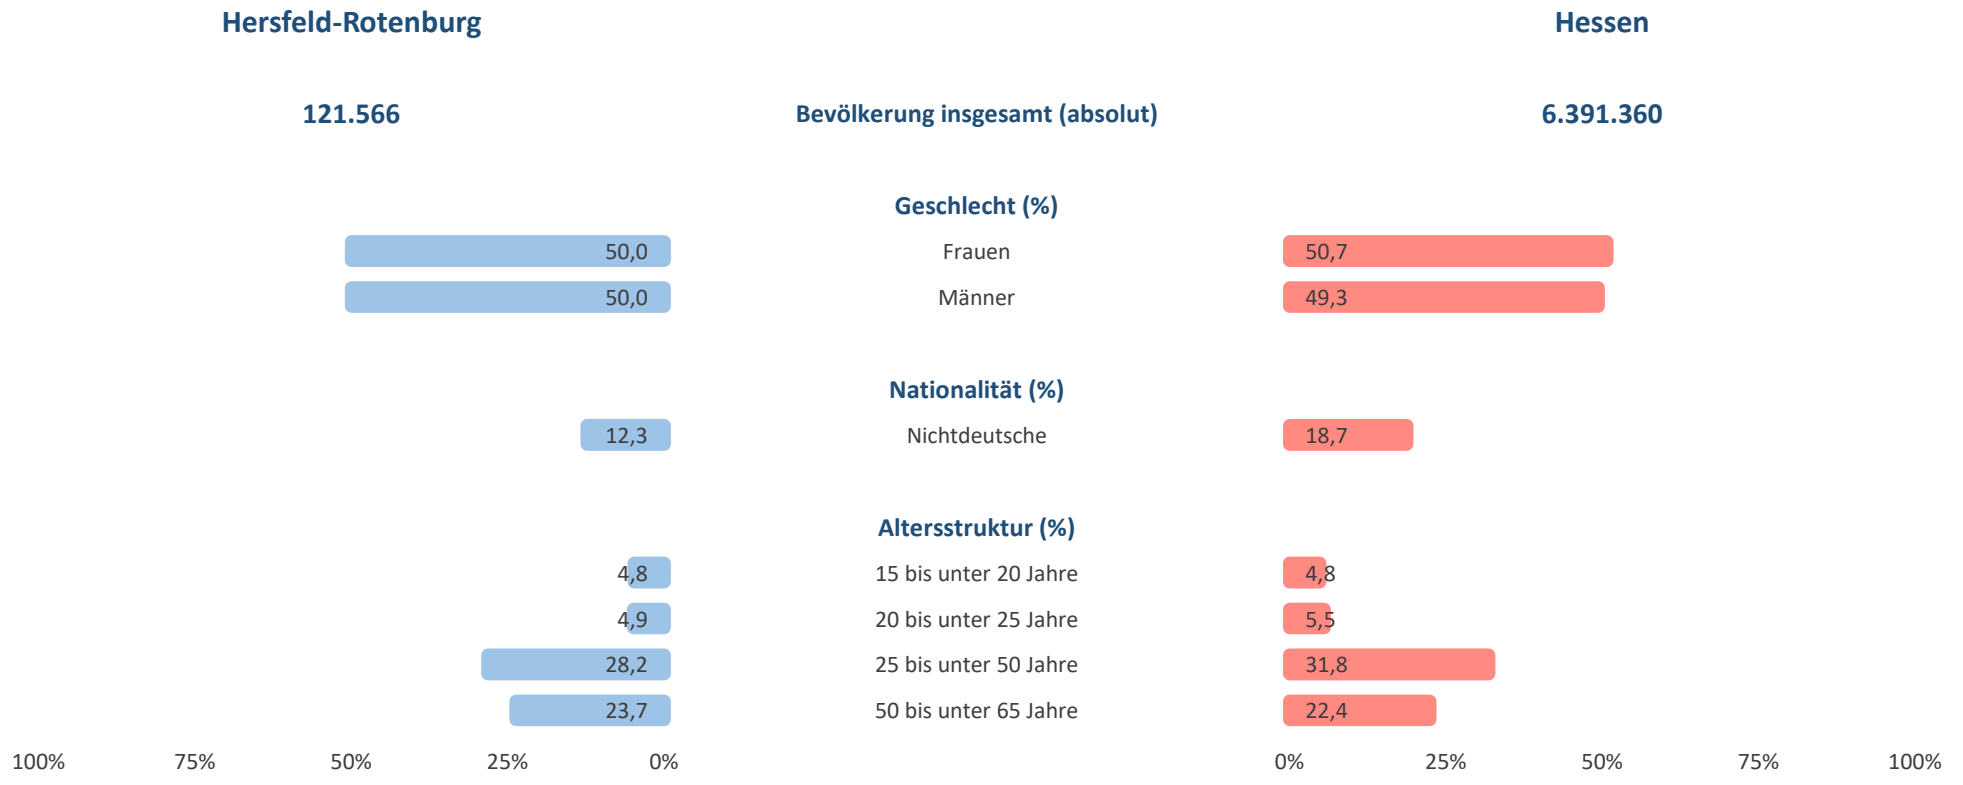 Hersfeld-Rotenburg Hessen
121.566 Bevölkerung insgesamt (absolut) 6.391.360
Geschlecht (%)
50,0 Frauen 50,7
50,0 Männer 49,3
Nationalität (%)
12,3 Nichtdeutsche 18,7
Altersstruktur (%)
4,8 15 bis unter 20 Jahre 4,8
4,9 20 bis unter 25 Jahre 5,5
28,2 25 bis unter 50 Jahre 31,8
23,7 50 bis unter 65 Jahre 22,4
100% 75% 50% 25% 0% 0% 25% 50% 75% 100%